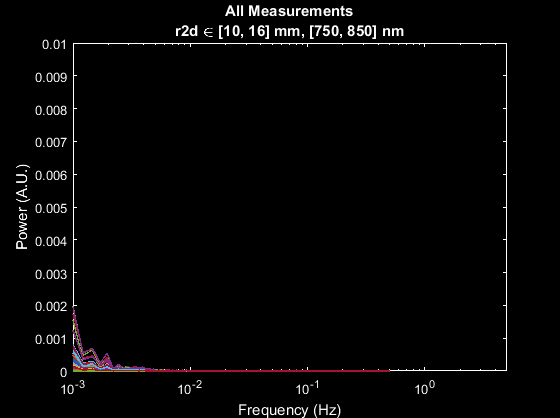 All Measurements
r2d ∈ [10, 16] mm, [750, 850] nm
0.01
0.009
0.008
0.007
0.006
0.005
0.004
0.003
0.002
0.001
0
Power (A.U.)
10⁻³ 10⁻² 10⁻¹ 10⁰
Frequency (Hz)